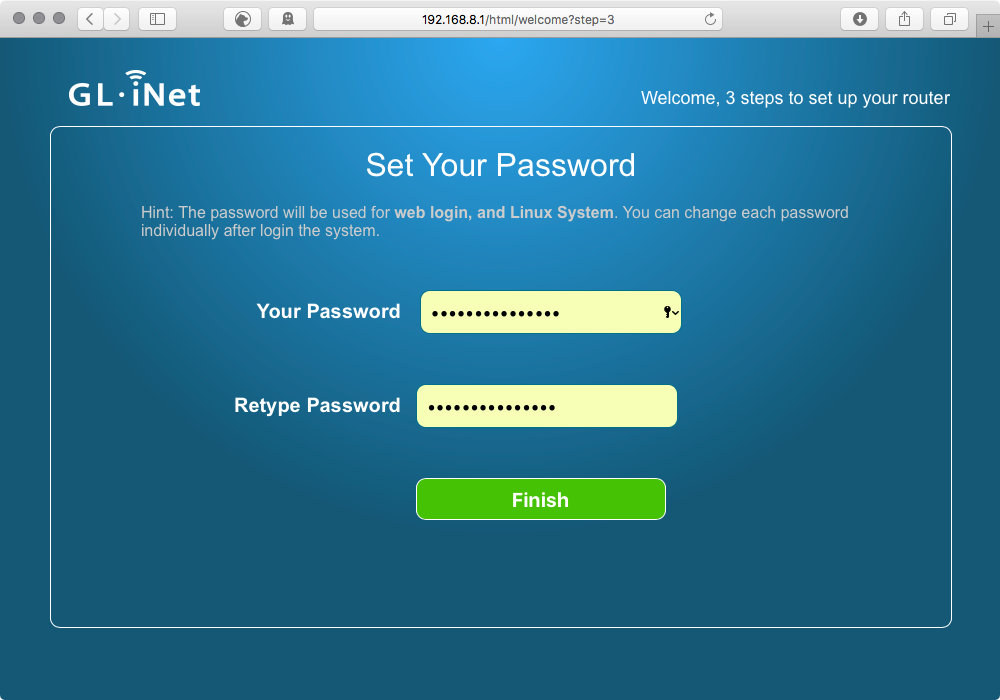 192.168.8.1/html/welcome?step=3
GL·iNet
Welcome, 3 steps to set up your router
Set Your Password
Hint: The password will be used for web login, and Linux System. You can change each password
individually after login the system.
Your Password
•••••••••••••••
Retype Password
•••••••••••••••
Finish